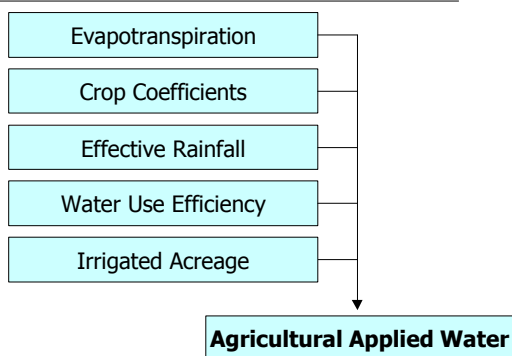 Evapotranspiration
Crop Coefficients
Effective Rainfall
Water Use Efficiency
Irrigated Acreage
Agricultural Applied Water